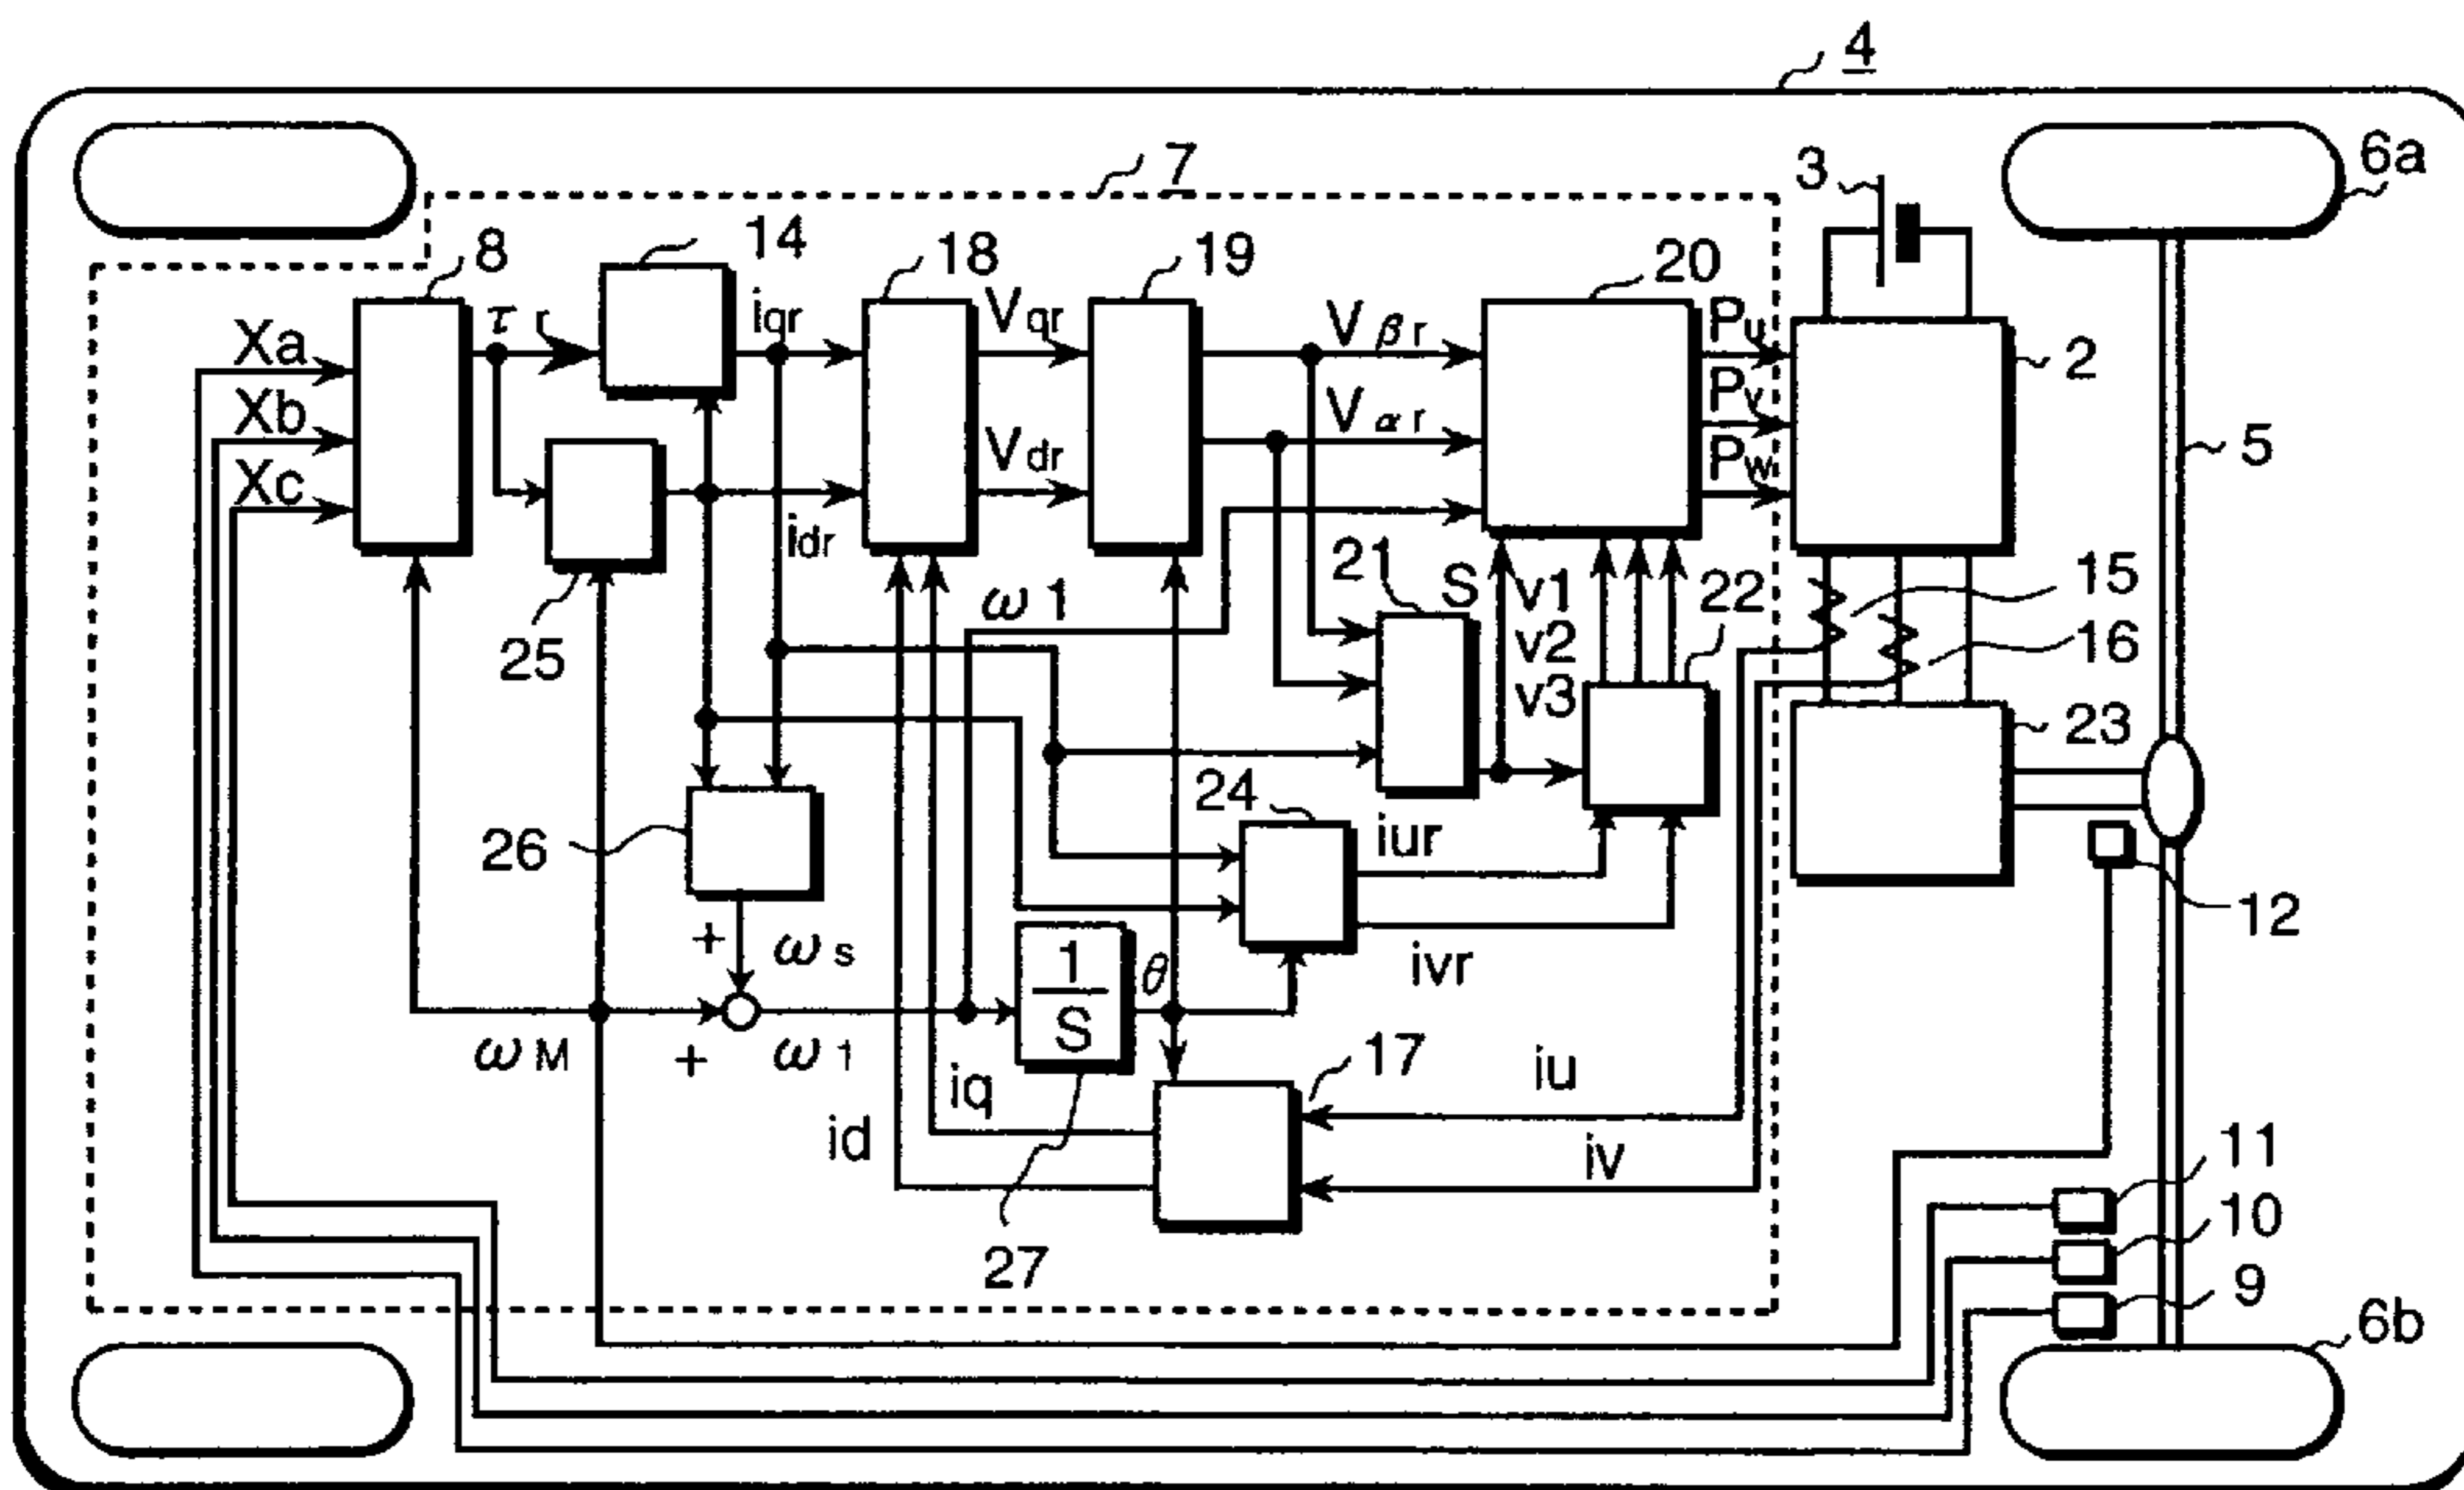 4
7
3
6a
8
14
18
19
20
Xa
τr
iqr
Vqr
Vβr
Pu
2
Xb
Vαr
Pv
5
Xc
Vdr
Pw
idr
25
ω1
21
S
v1
22
15
v2
16
v3
23
26
24
iur
12
+
ωs
1
S
θ
ivr
ωM
+
ω1
iq
17
iu
id
iv
11
10
27
9
6b